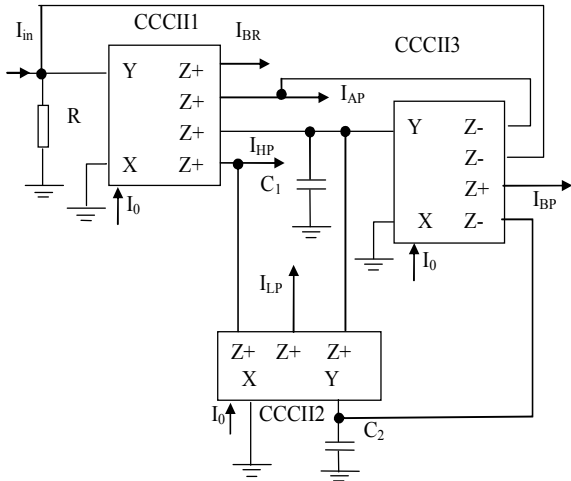 CCCII1
I_in
I_BR
CCCII3
Y Z+
Z+
I_AP
R
Z+
Y Z-
I_HP
Z-
X Z+
C_1
Z+
I_BP
I_0
X Z-
I_LP
I_0
Z+ Z+ Z+
X Y
I_0
CCCII2
C_2